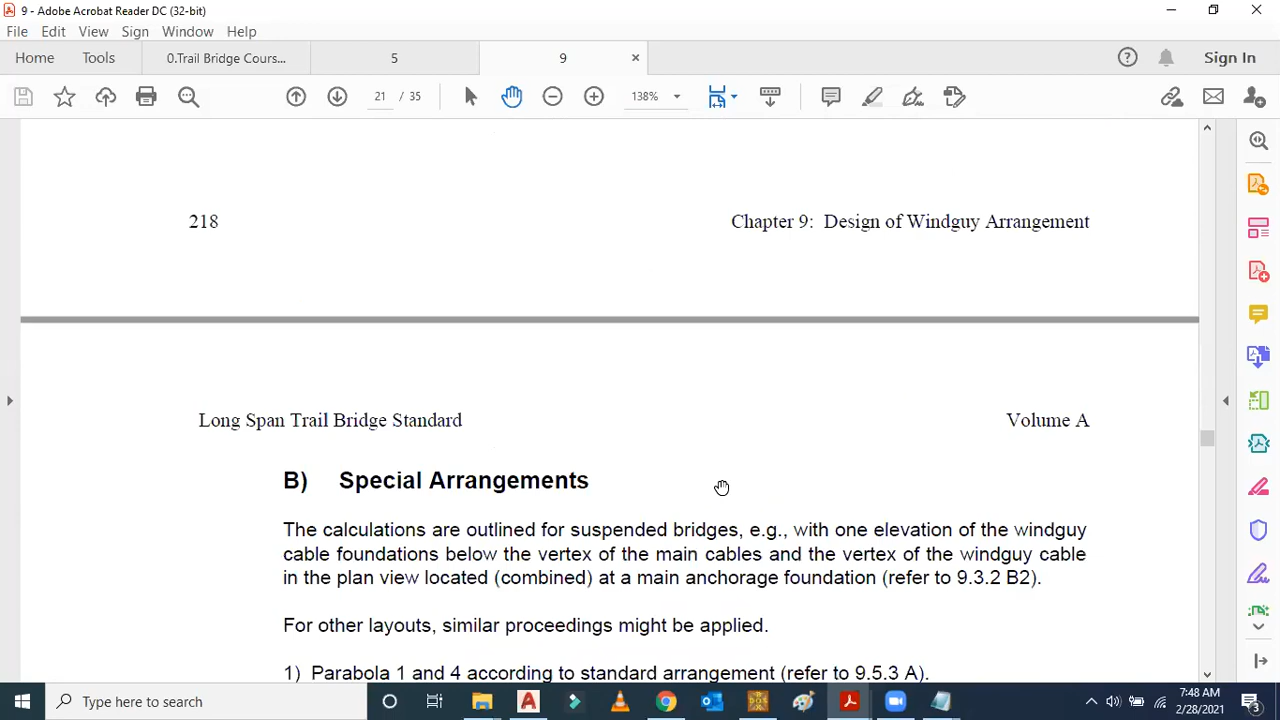 9 - Adobe Acrobat Reader DC (32-bit)
File Edit View Sign Window Help
Home Tools 0.Trail Bridge Cours... 5 9 × Sign In
21 / 35 138%
218 Chapter 9: Design of Windguy Arrangement
Long Span Trail Bridge Standard Volume A
B) Special Arrangements
The calculations are outlined for suspended bridges, e.g., with one elevation of the windguy
cable foundations below the vertex of the main cables and the vertex of the windguy cable
in the plan view located (combined) at a main anchorage foundation (refer to 9.3.2 B2).
For other layouts, similar proceedings might be applied.
1) Parabola 1 and 4 according to standard arrangement (refer to 9.5.3 A).
Type here to search
7:48 AM
2/28/2021
3